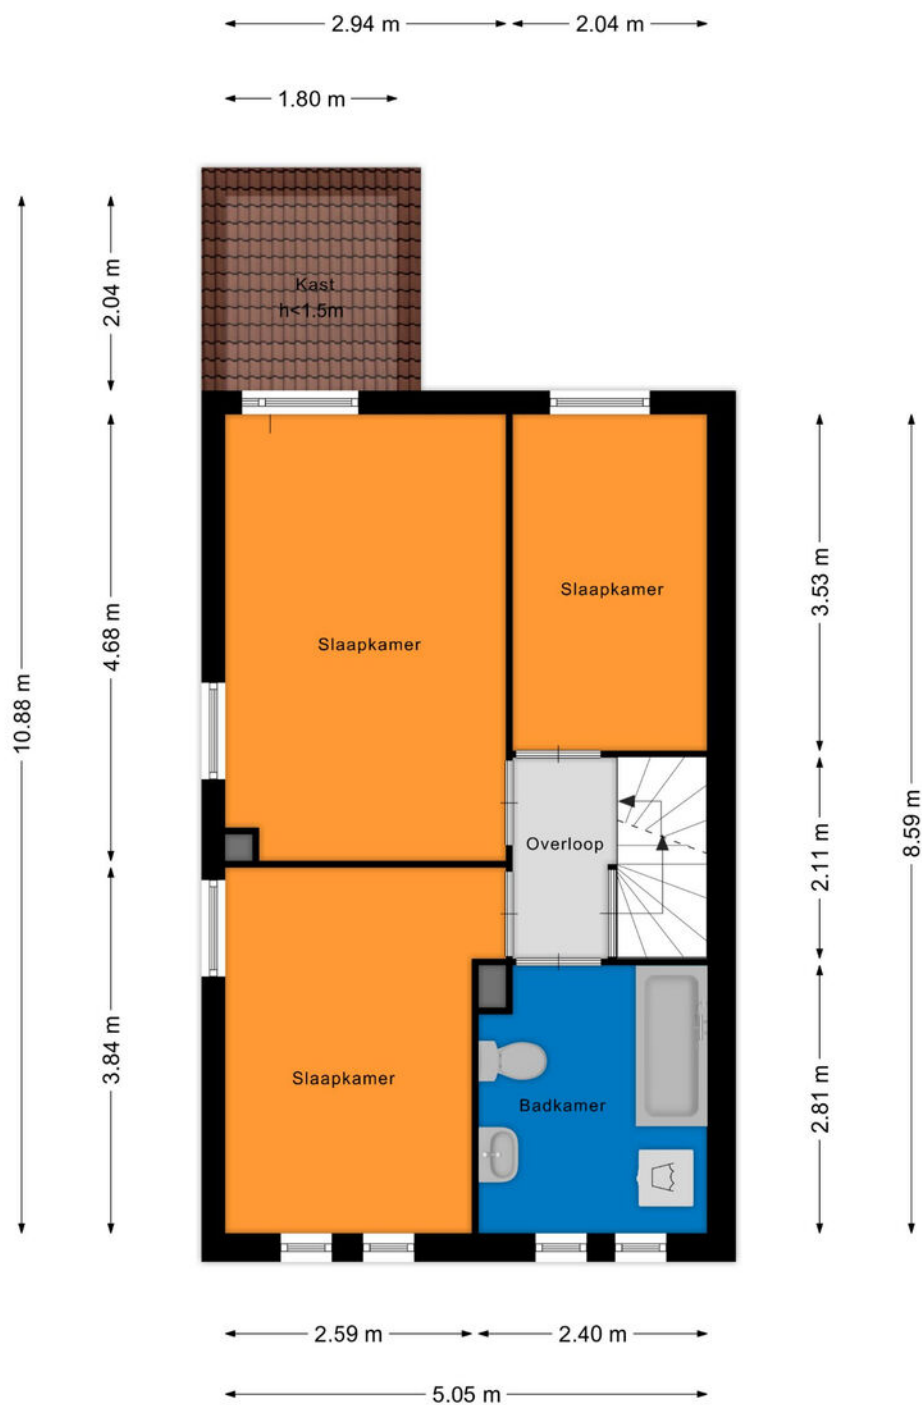 2.94 m
2.04 m
1.80 m
Kast
h<1.5m
2.04 m
10.88 m
4.68 m
3.84 m
Slaapkamer
Slaapkamer
3.53 m
2.11 m
8.59 m
2.81 m
Overloop
Slaapkamer
Badkamer
2.59 m
2.40 m
5.05 m